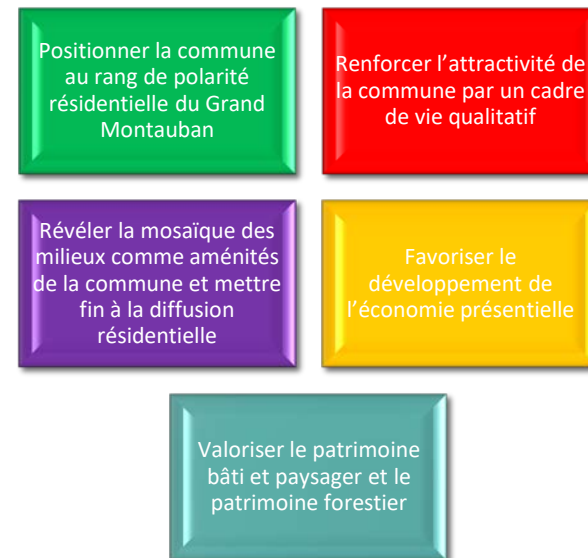 Positionner la commune
au rang de polarité
résidentielle du Grand
Montauban
Renforcer l'attractivité de
la commune par un cadre
de vie qualitatif
Révéler la mosaïque des
milieux comme aménités
de la commune et mettre
fin à la diffusion
résidentielle
Favoriser le
développement de
l'économie présentielle
Valoriser le patrimoine
bâti et paysager et le
patrimoine forestier